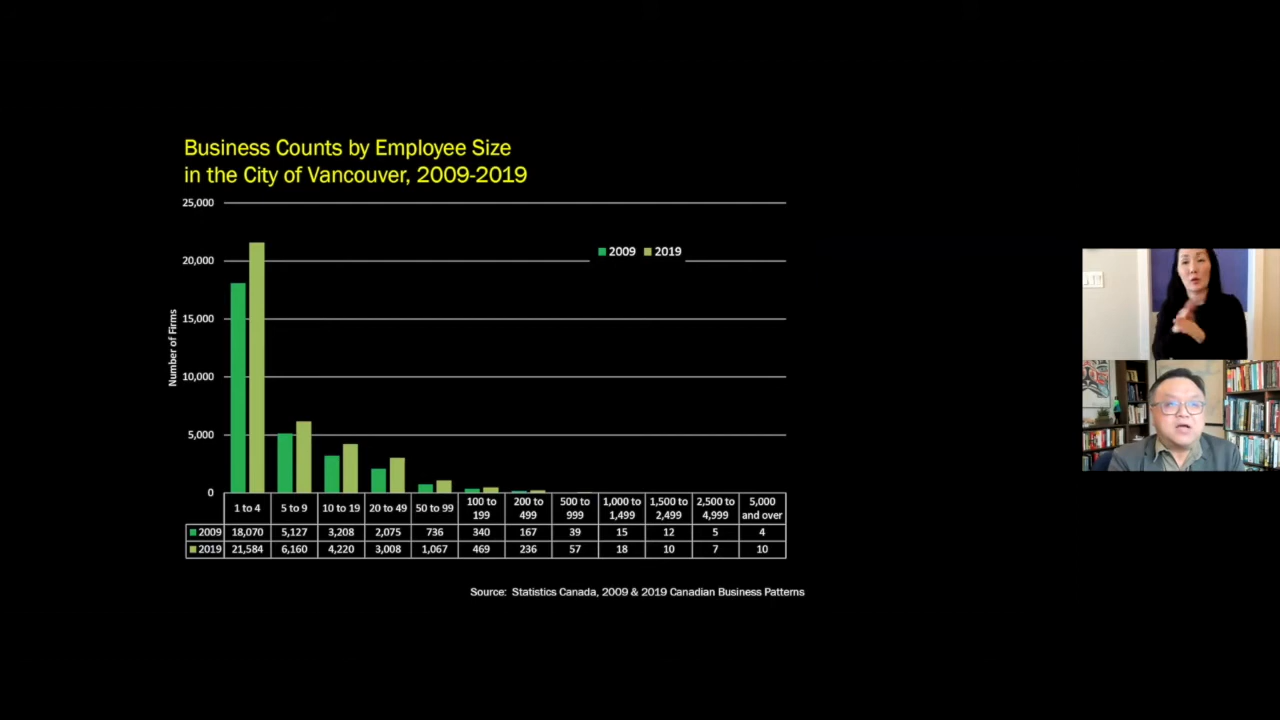 Business Counts by Employee Size
in the City of Vancouver, 2009-2019
25,000
2009 2019
20,000
15,000
Number of Firms
10,000
5,000
0
1 to 4 5 to 9 10 to 19 20 to 49 50 to 99 100 to 199 200 to 499 500 to 999 1,000 to 1,499 1,500 to 2,499 2,500 to 4,999 5,000 and over
2009 18,070 5,127 3,208 2,075 736 340 167 39 15 12 5 4
2019 21,584 6,160 4,220 3,008 1,067 469 236 57 18 10 7 10
Source: Statistics Canada, 2009 & 2019 Canadian Business Patterns